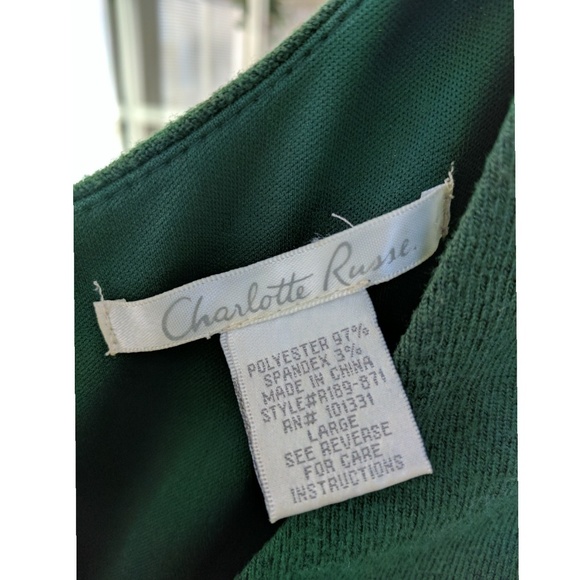 Charlotte Russe.
POLYESTER 97%
SPANDEX 3%
MADE IN CHINA
STYLE#R189-871
RN# 101331
LARGE
SEE REVERSE
FOR CARE
INSTRUCTIONS